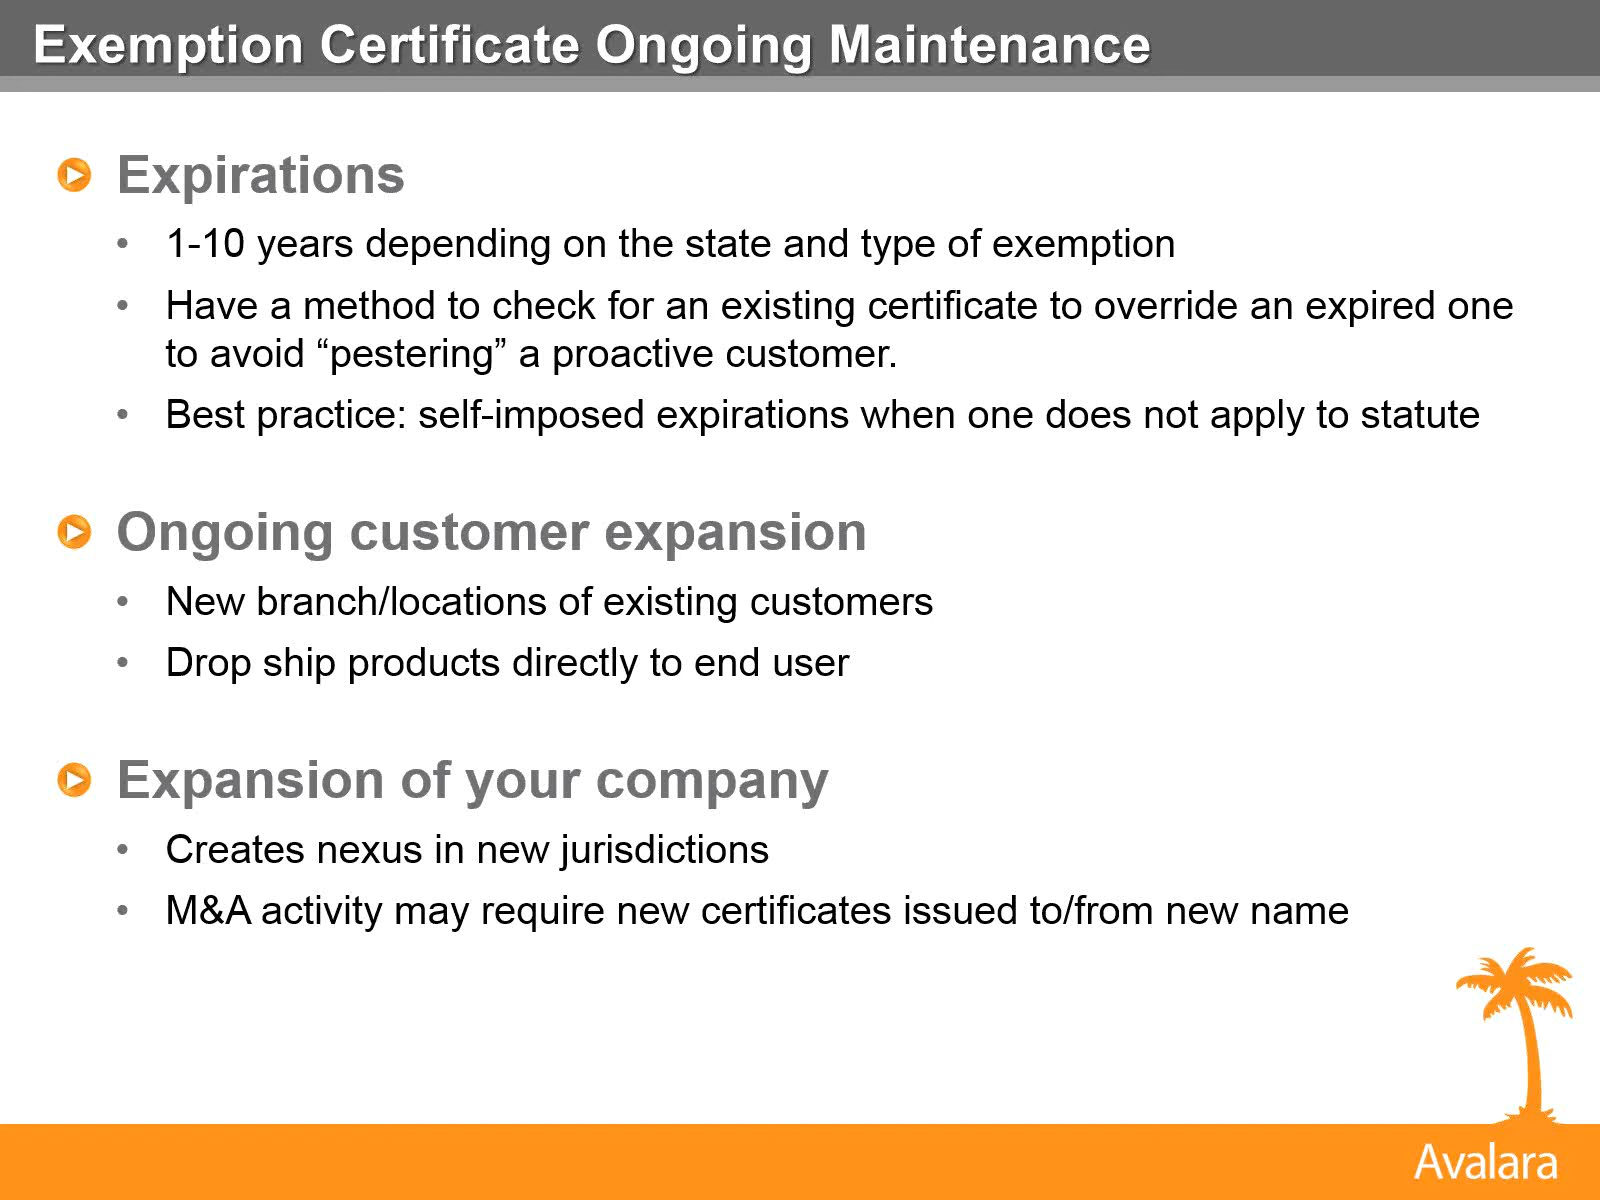 Exemption Certificate Ongoing Maintenance
Expirations
• 1-10 years depending on the state and type of exemption
• Have a method to check for an existing certificate to override an expired one
to avoid “pestering” a proactive customer.
• Best practice: self-imposed expirations when one does not apply to statute
Ongoing customer expansion
• New branch/locations of existing customers
• Drop ship products directly to end user
Expansion of your company
• Creates nexus in new jurisdictions
• M&A activity may require new certificates issued to/from new name
Avalara